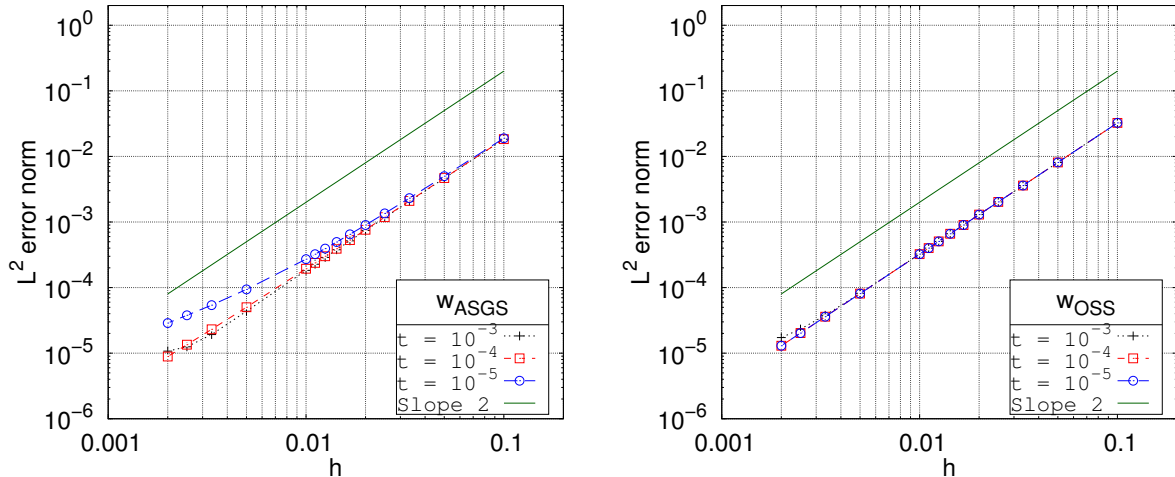 10^0
10^-1
10^-2
10^-3
10^-4
10^-5
10^-6
L^2 error norm
0.001
0.01
0.1
h
w_ASGS
t = 10^-3
t = 10^-4
t = 10^-5
Slope 2
10^0
10^-1
10^-2
10^-3
10^-4
10^-5
10^-6
L^2 error norm
0.001
0.01
0.1
h
w_OSS
t = 10^-3
t = 10^-4
t = 10^-5
Slope 2